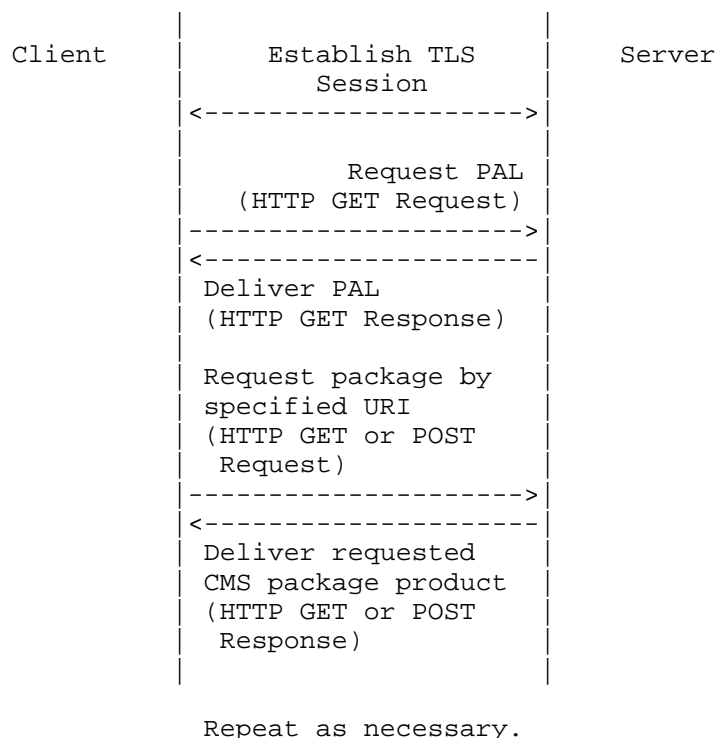 Client Establish TLS Server
Session
<-------------------->
Request PAL
(HTTP GET Request)
--------------------->
<---------------------
Deliver PAL
(HTTP GET Response)
Request package by
specified URI
(HTTP GET or POST
Request)
--------------------->
<---------------------
Deliver requested
CMS package product
(HTTP GET or POST
Response)
Repeat as necessary.